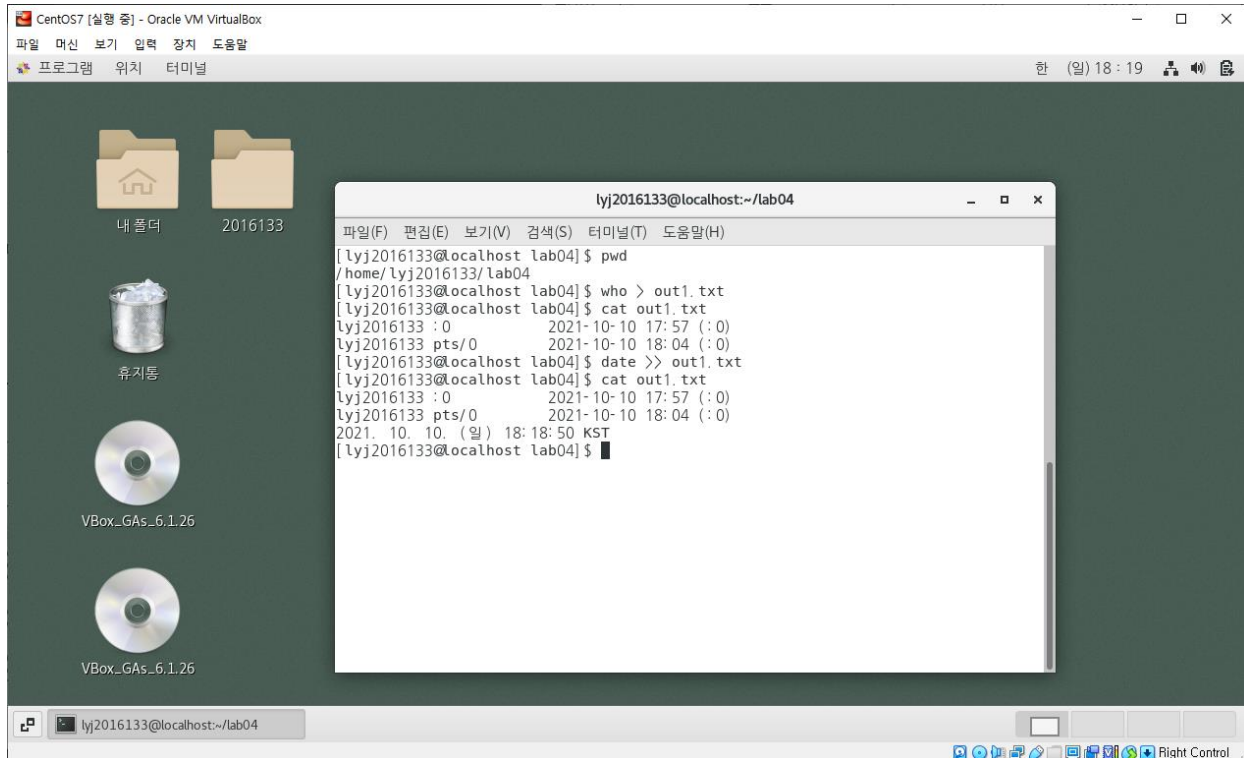 CentOS7 [실행 중] - Oracle VM VirtualBox
파일 머신 보기 입력 장치 도움말
프로그램 위치 터미널 한 (일) 18 : 19
내 폴더 2016133
휴지통
VBox_GAs_6.1.26
VBox_GAs_6.1.26
lyj2016133@localhost:~/lab04
파일(F) 편집(E) 보기(V) 검색(S) 터미널(T) 도움말(H)
[lyj2016133@localhost lab04]$ pwd
/home/lyj2016133/lab04
[lyj2016133@localhost lab04]$ who > out1.txt
[lyj2016133@localhost lab04]$ cat out1.txt
lyj2016133 :0 2021-10-10 17:57 (:0)
lyj2016133 pts/0 2021-10-10 18:04 (:0)
[lyj2016133@localhost lab04]$ date >> out1.txt
[lyj2016133@localhost lab04]$ cat out1.txt
lyj2016133 :0 2021-10-10 17:57 (:0)
lyj2016133 pts/0 2021-10-10 18:04 (:0)
2021. 10. 10. (일) 18:18:50 KST
[lyj2016133@localhost lab04]$
lyj2016133@localhost:~/lab04
Right Control